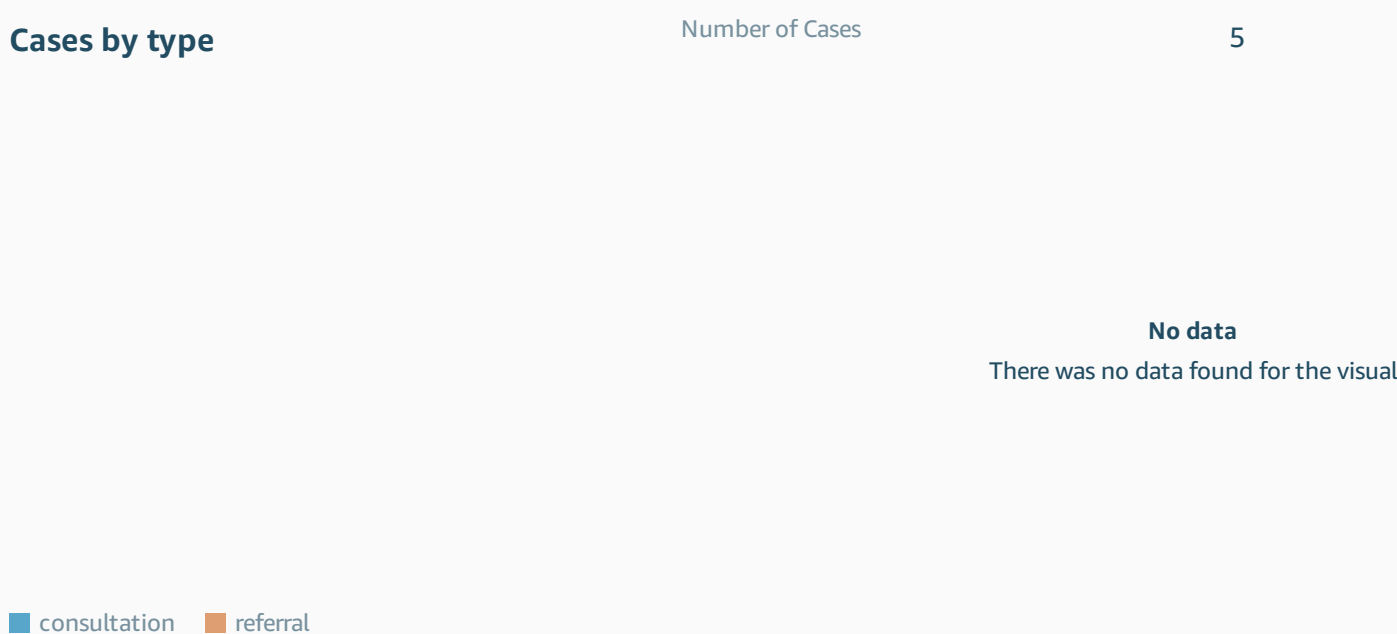 Cases by type
Number of Cases
5
No data
There was no data found for the visual
consultation
referral